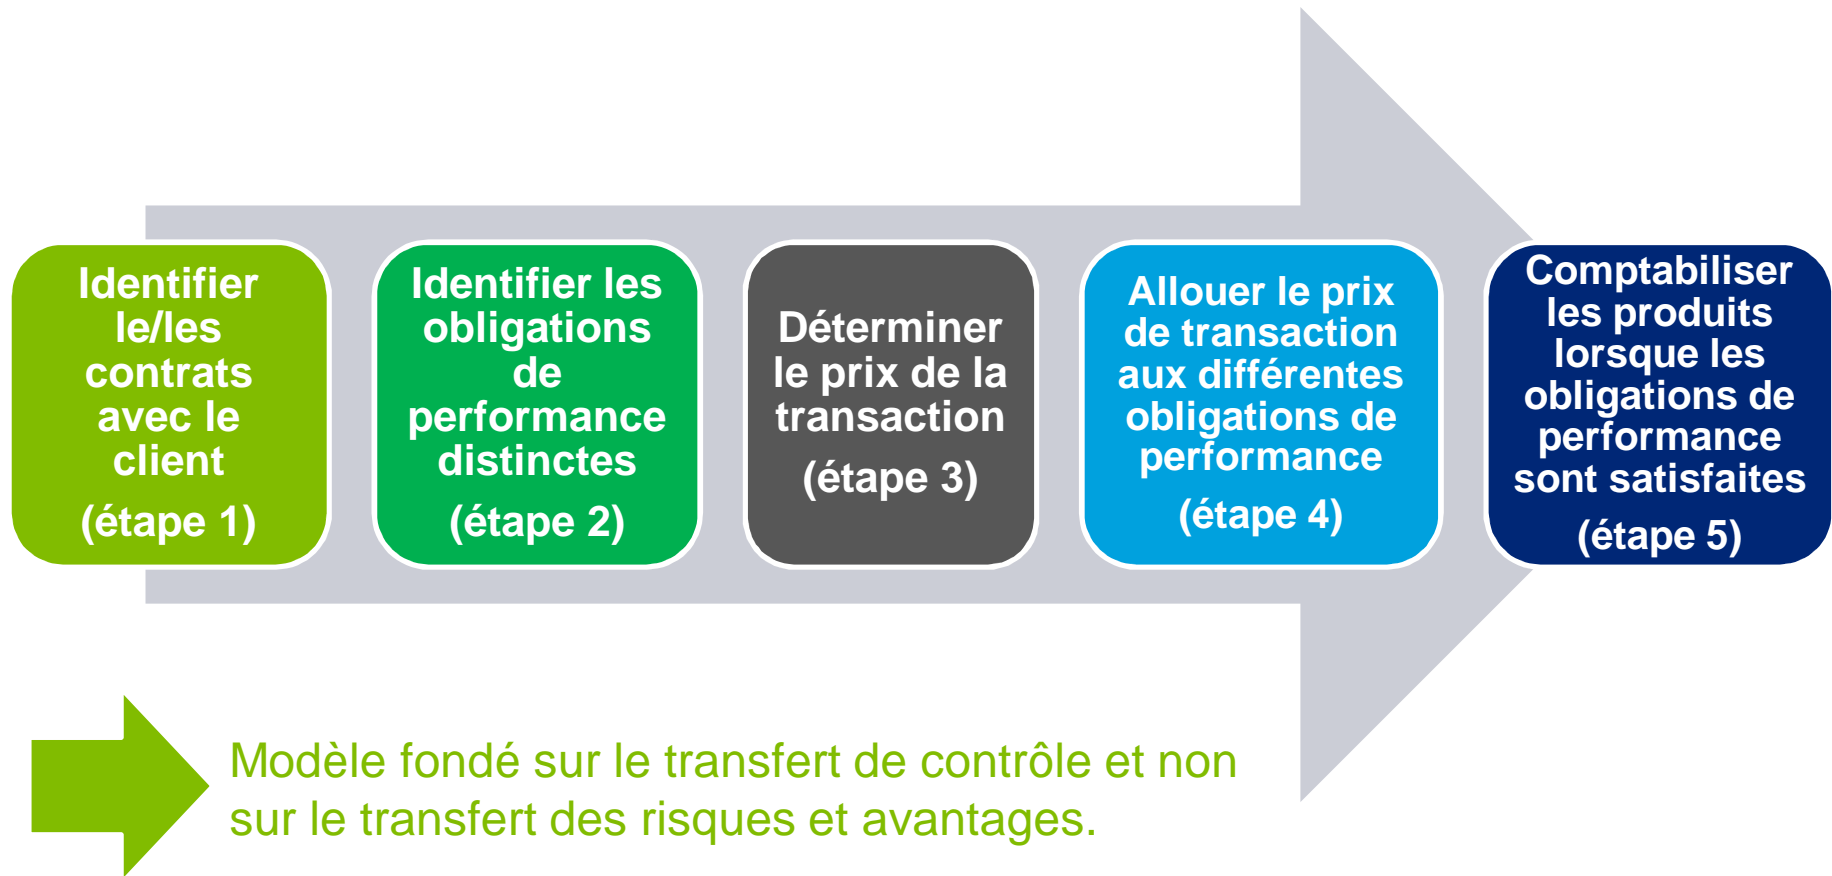 Identifier
le/les
contrats
avec le
client
(étape 1)
Identifier les
obligations
de
performance
distinctes
(étape 2)
Déterminer
le prix de la
transaction
(étape 3)
Allouer le prix
de transaction
aux différentes
obligations de
performance
(étape 4)
Comptabiliser
les produits
lorsque les
obligations de
performance
sont satisfaites
(étape 5)
Modèle fondé sur le transfert de contrôle et non
sur le transfert des risques et avantages.